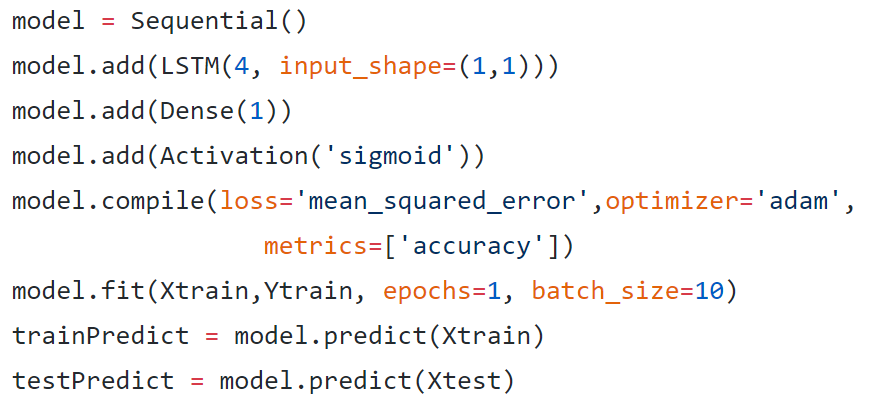 model = Sequential()
model.add(LSTM(4, input_shape=(1,1)))
model.add(Dense(1))
model.add(Activation('sigmoid'))
model.compile(loss='mean_squared_error',optimizer='adam',
metrics=['accuracy'])
model.fit(Xtrain,Ytrain, epochs=1, batch_size=10)
trainPredict = model.predict(Xtrain)
testPredict = model.predict(Xtest)